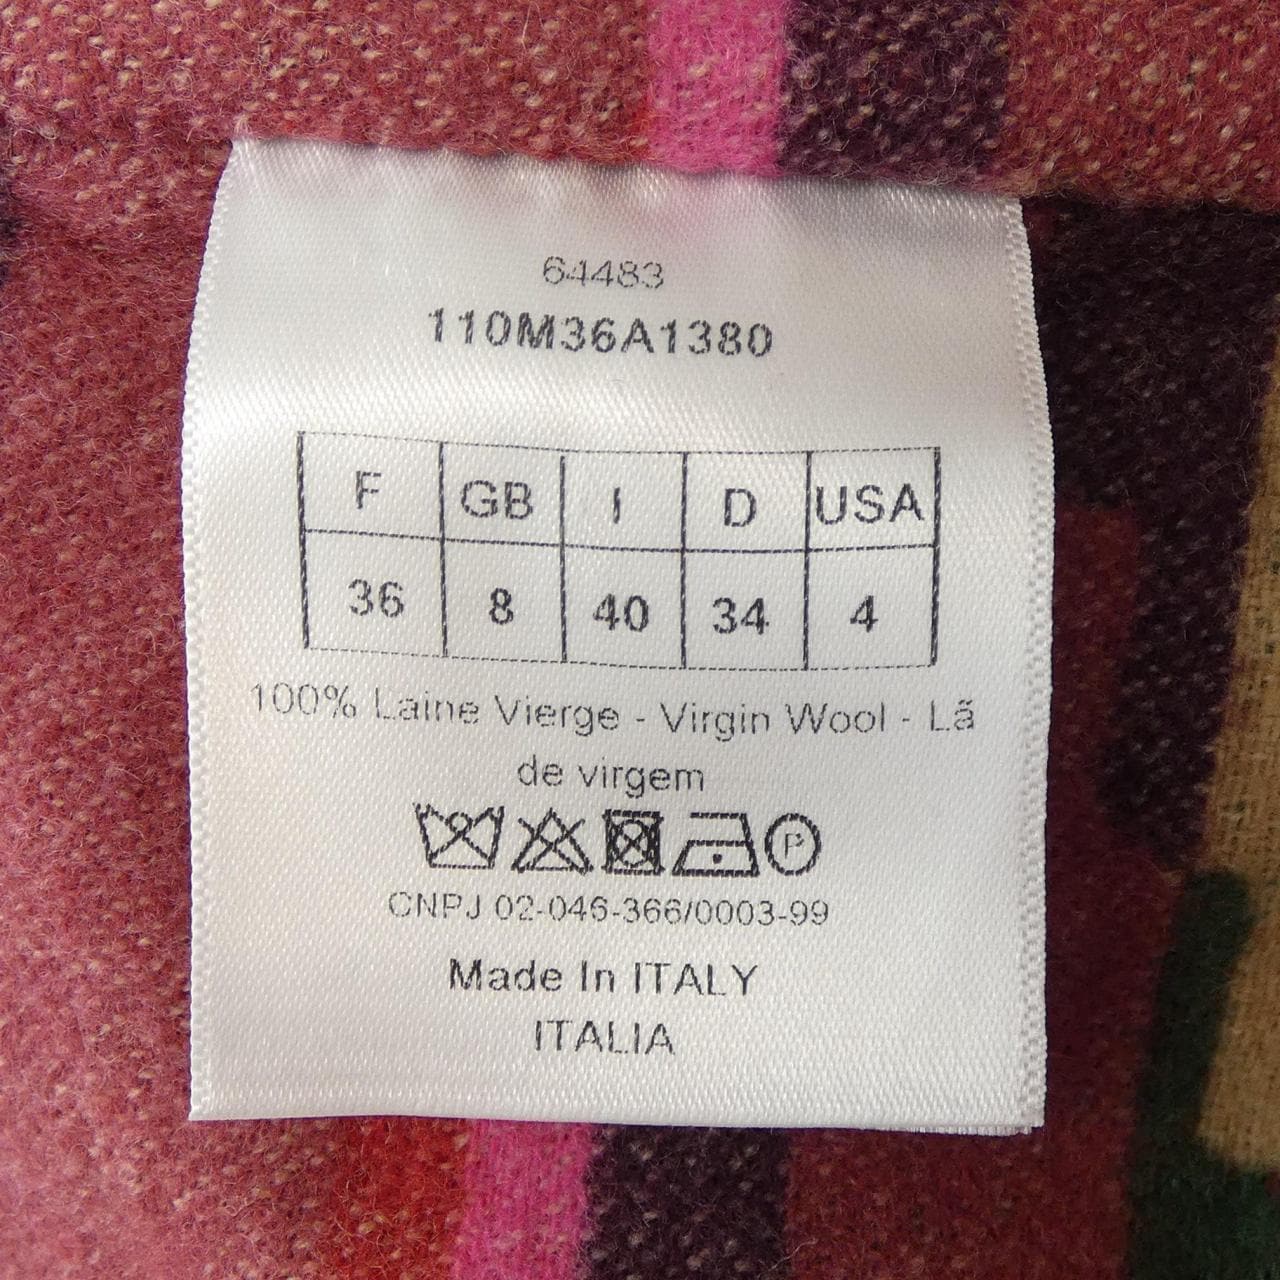 64483
110M36A1380
F GB I D USA
36 8 40 34 4
100% Laine Vierge - Virgin Wool - Lã
de virgem
P
CNPJ 02-046-366/0003-99
Made In ITALY
ITALIA